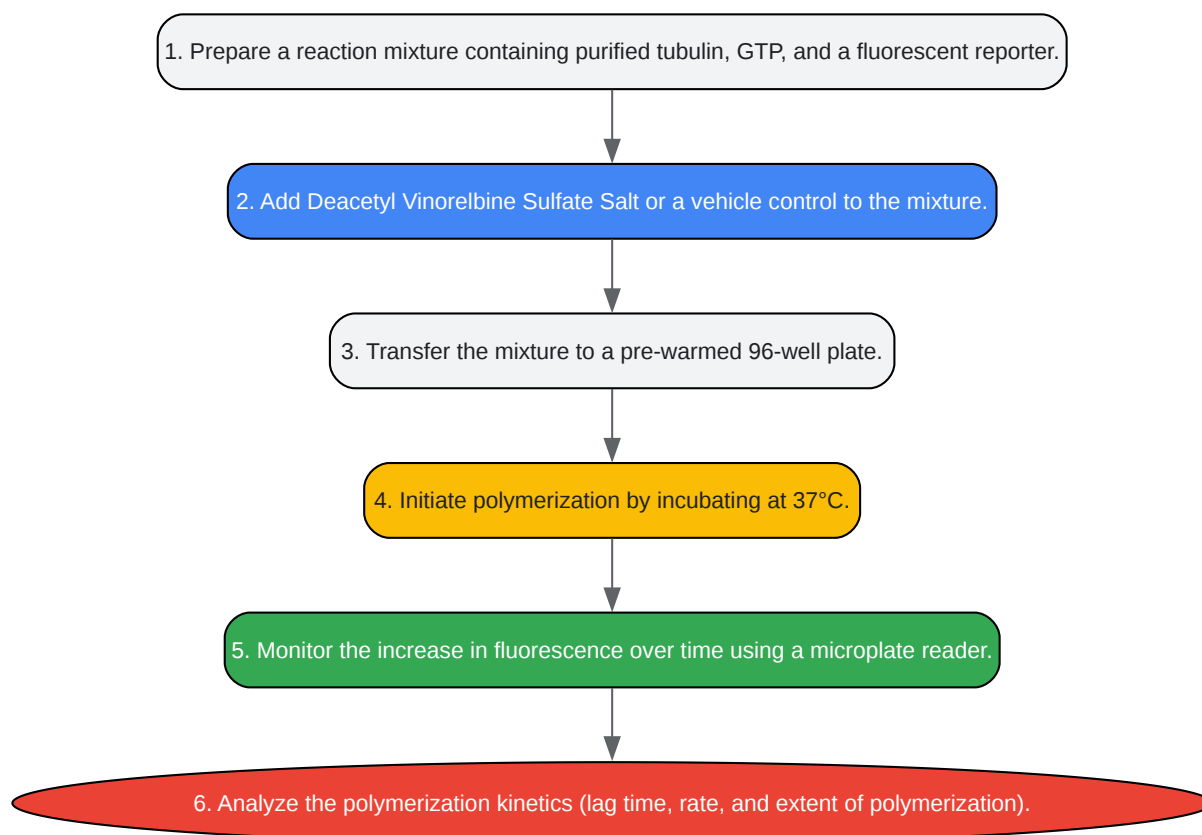 1. Prepare a reaction mixture containing purified tubulin, GTP, and a fluorescent reporter.
2. Add Deacetyl Vinorelbine Sulfate Salt or a vehicle control to the mixture.
3. Transfer the mixture to a pre-warmed 96-well plate.
4. Initiate polymerization by incubating at 37°C.
5. Monitor the increase in fluorescence over time using a microplate reader.
6. Analyze the polymerization kinetics (lag time, rate, and extent of polymerization).